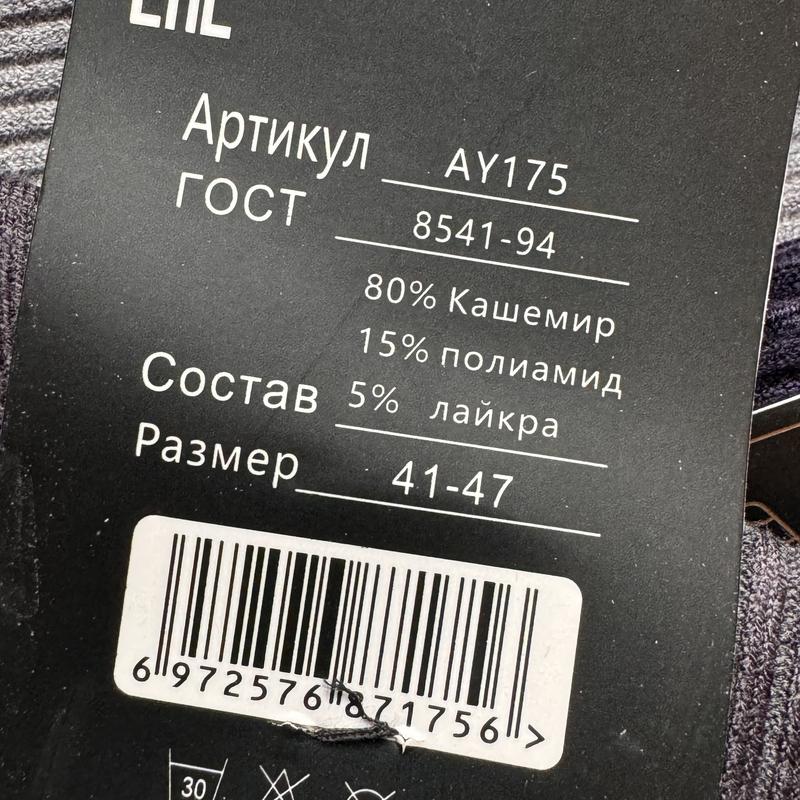 ЕАС
Артикул AY175
ГОСТ 8541-94
80% Кашемир
15% полиамид
Состав 5% лайкра
Размер 41-47
6 972576 871756 >
30